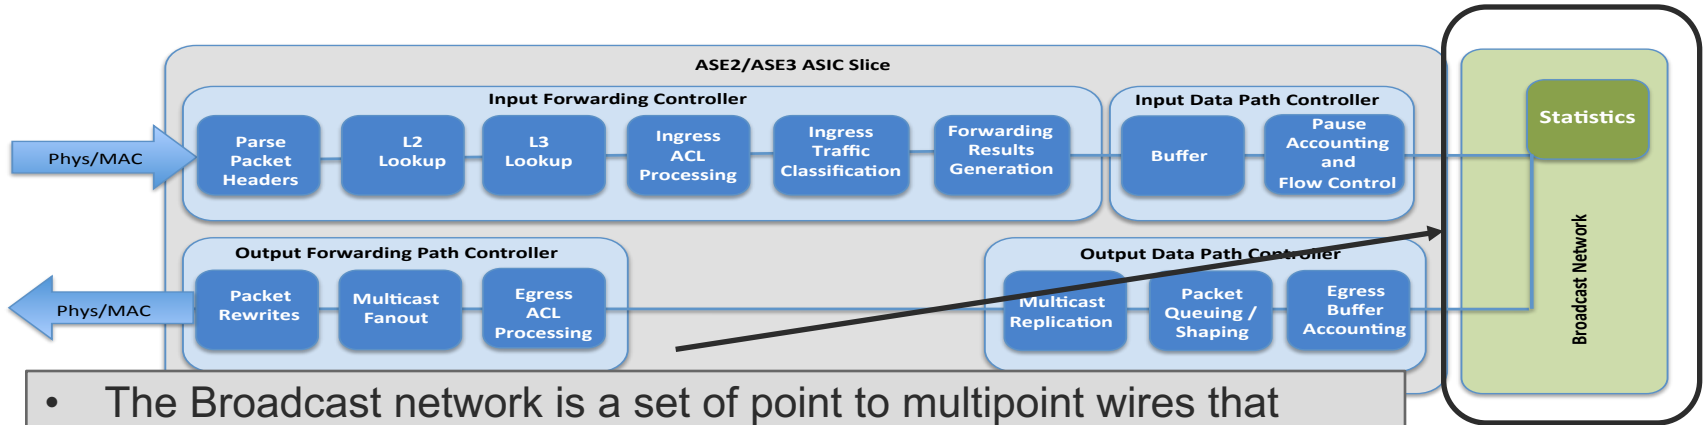 ASE2/ASE3 ASIC Slice
Input Forwarding Controller
Input Data Path Controller
Phys/MAC
Parse
Packet
Headers
L2
Lookup
L3
Lookup
Ingress
ACL
Processing
Ingress
Traffic
Classification
Forwarding
Results
Generation
Buffer
Pause
Accounting
and
Flow Control
Statistics
Broadcast Network
Output Forwarding Path Controller
Output Data Path Controller
Phys/MAC
Packet
Rewrites
Multicast
Fanout
Egress
ACL
Processing
Multicast
Replication
Packet
Queuing /
Shaping
Egress
Buffer
Accounting
• The Broadcast network is a set of point to multipoint wires that